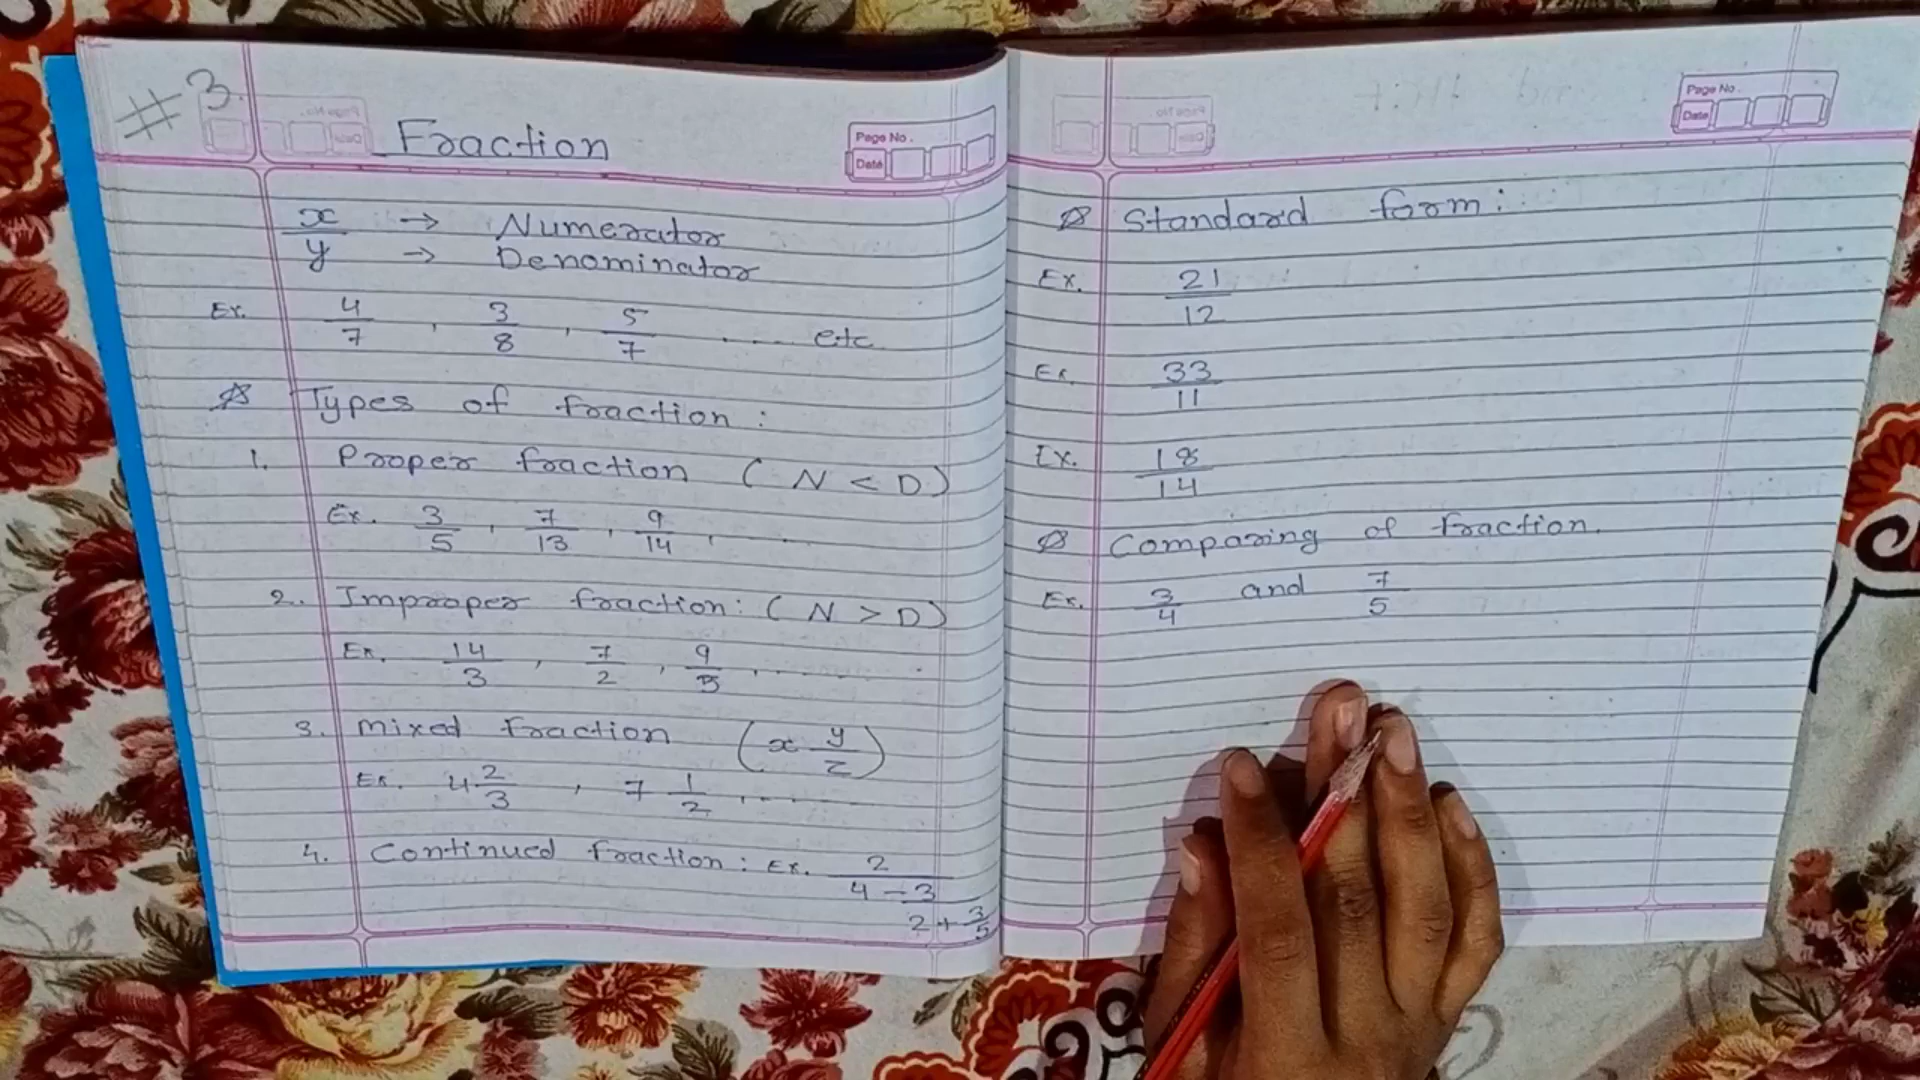 #3.
Fraction
Page No.
Date
x/y → Numerator
→ Denominator
Ex. 4/7, 3/8, 5/7 ..... etc
Types of fraction :
1. Proper fraction ( N < D )
Ex. 3/5, 7/13, 9/14, .....
2. Improper fraction : ( N > D )
Ex. 14/3, 7/2, 9/5, .......
3. Mixed fraction (x y/z)
Ex. 4 2/3, 7 1/2, .....
4. Continued fraction : Ex. 2
4 - 3
2 + 3/5
Page No.
Date
Standard form :
Ex. 21/12
Ex. 33/11
Ex. 18/14
Comparing of fraction.
Ex. 3/4 and 7/5